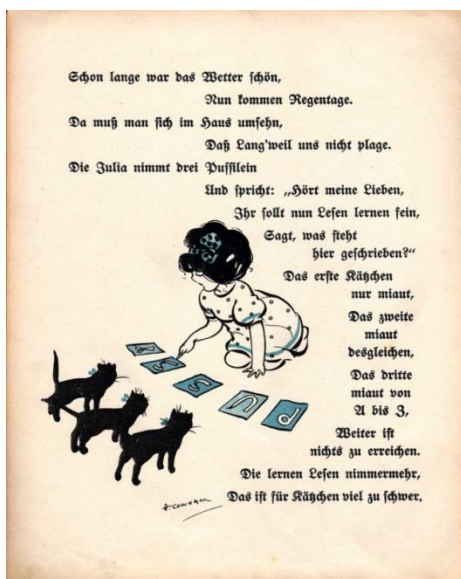 Schon lange war das Wetter schön,
Nun kommen Regentage.
Da muß man sich im Haus umsehn,
Daß Lang'weil uns nicht plage.
Die Julia nimmt drei Pussilein
Und spricht: „Hört meine Lieben,
Ihr sollt nun Lesen lernen fein,
Sagt, was steht
hier geschrieben?"
Das erste Kätzchen
nur miaut,
Das zweite
miaut
desgleichen,
Das dritte
miaut von
A bis Z,
Weiter ist
nichts zu erreichen.
Die lernen Lesen nimmermehr,
Das ist für Kätzchen viel zu schwer.